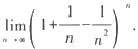 lim_{n→∞} (1 + 1/n − 1/n²)ⁿ.